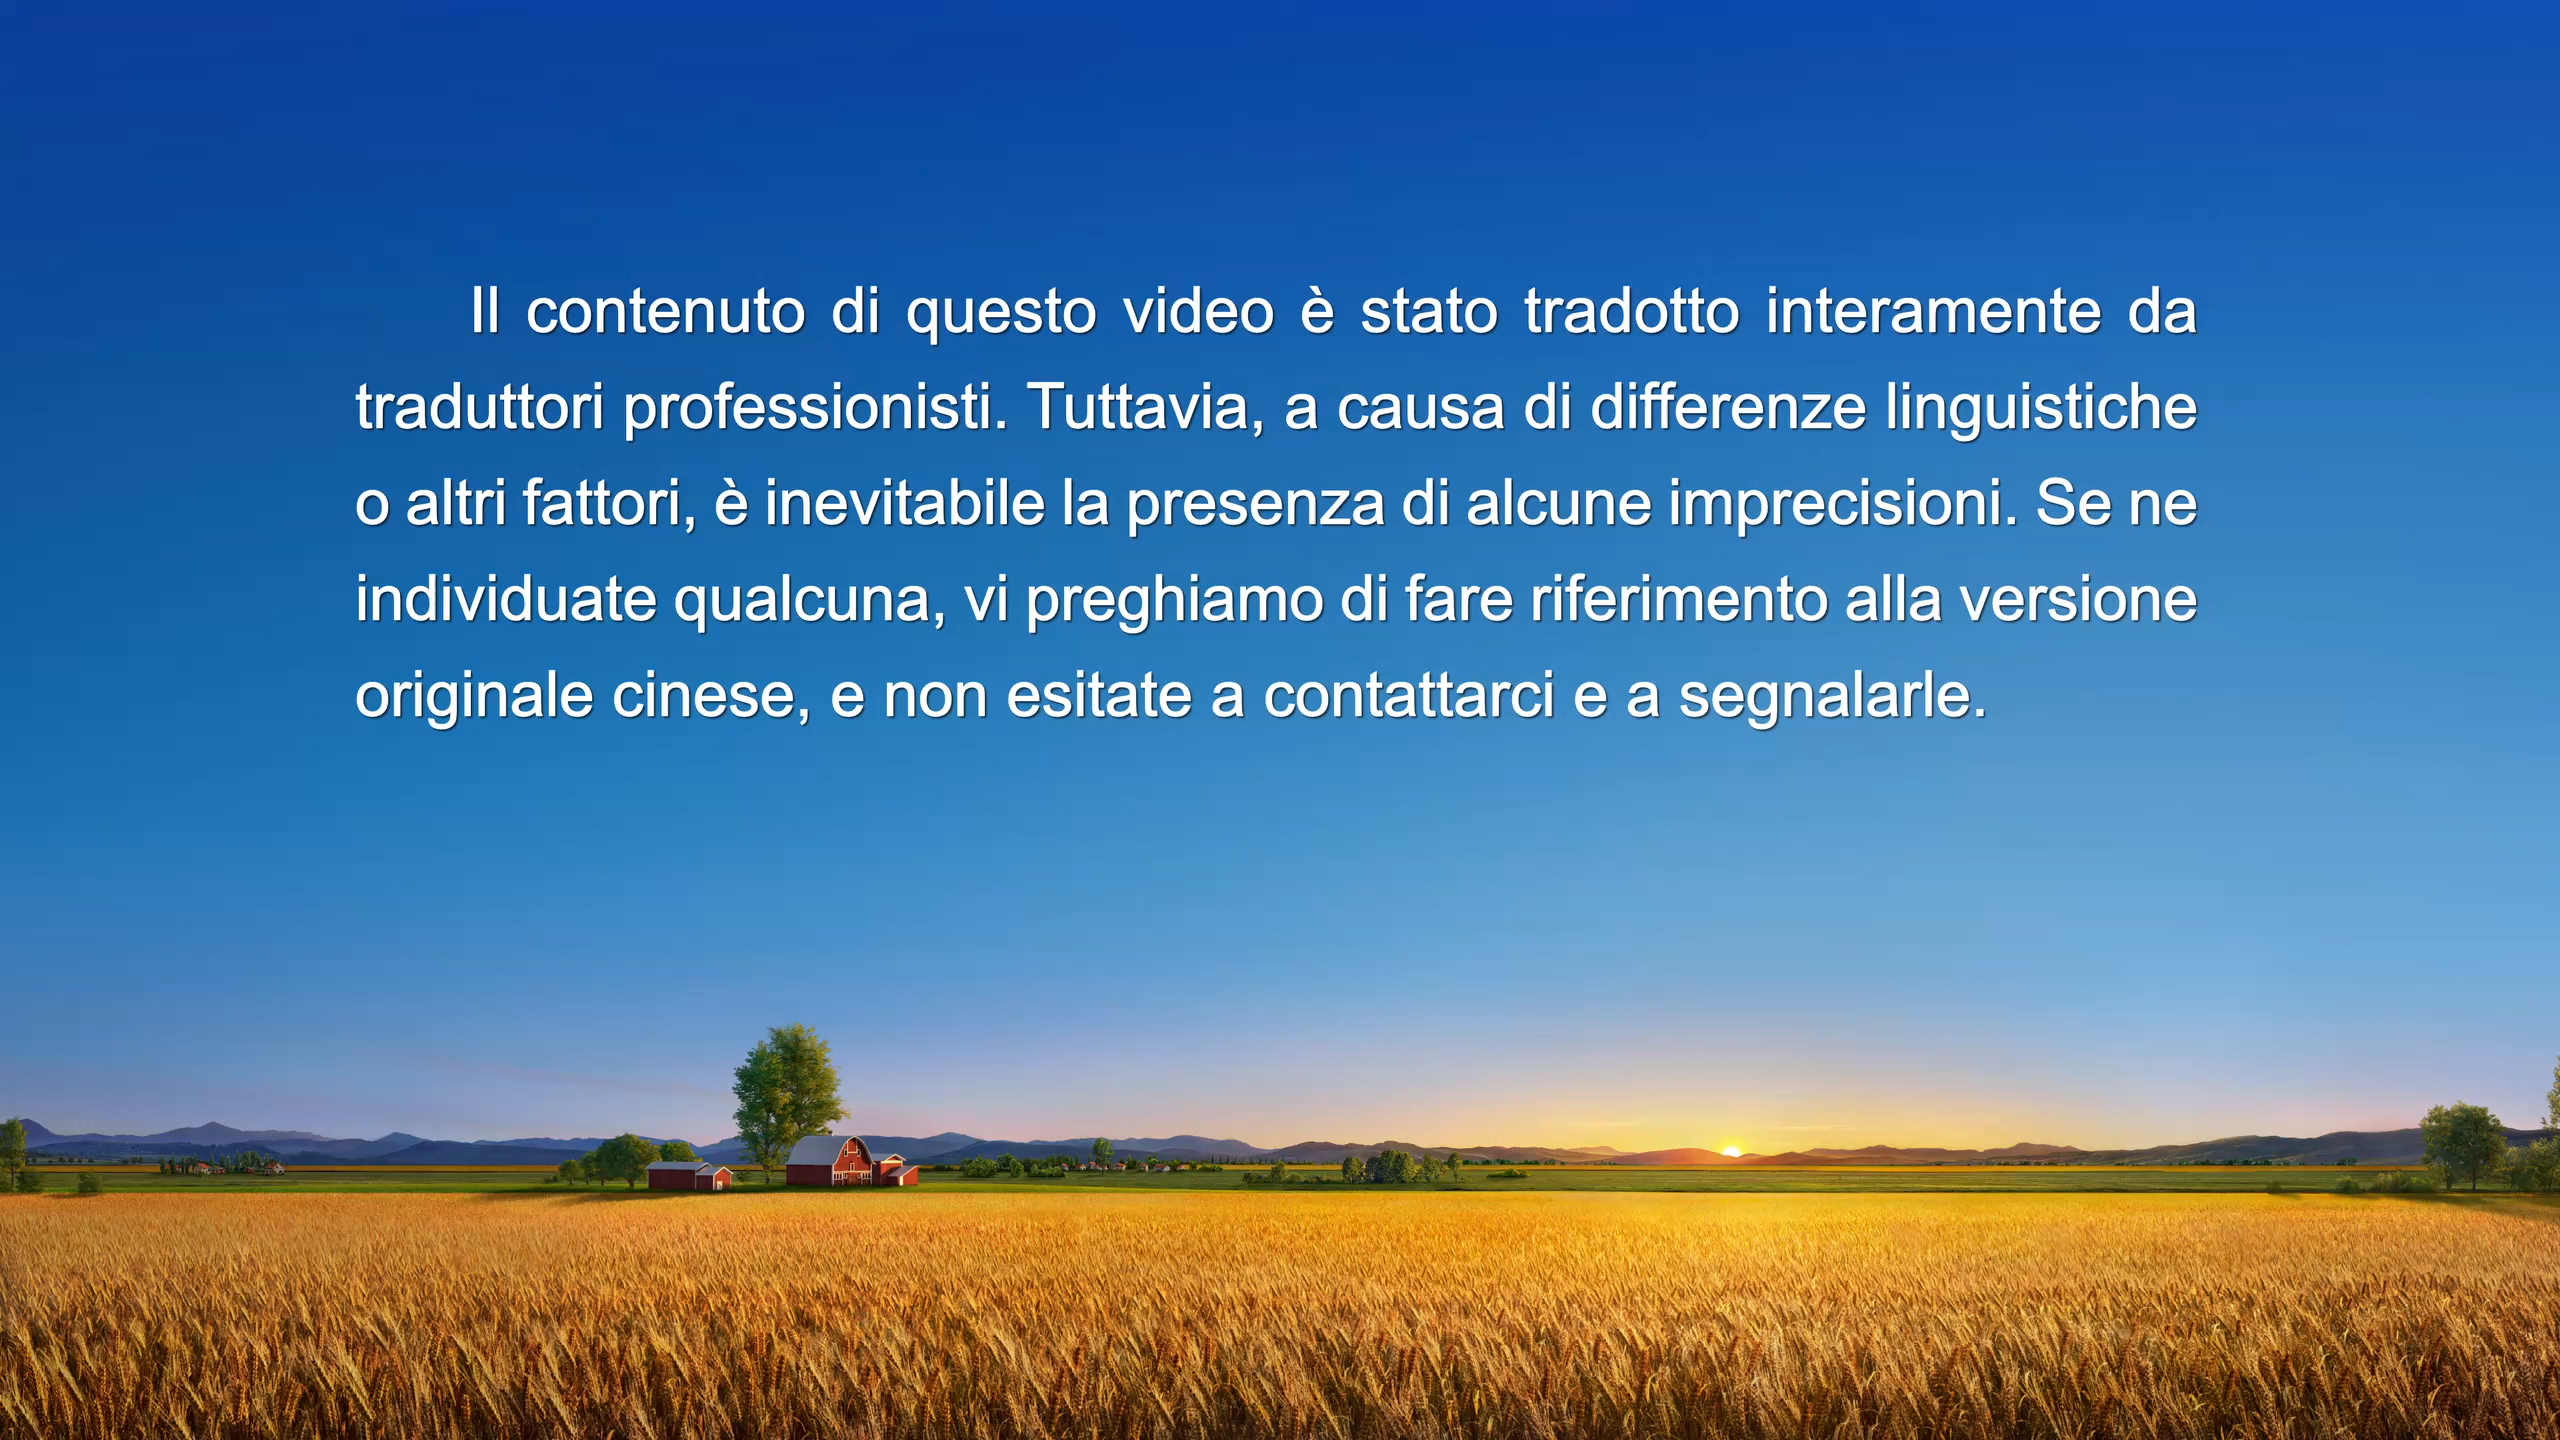 Il contenuto di questo video è stato tradotto interamente da
traduttori professionisti. Tuttavia, a causa di differenze linguistiche
o altri fattori, è inevitabile la presenza di alcune imprecisioni. Se ne
individuate qualcuna, vi preghiamo di fare riferimento alla versione
originale cinese, e non esitate a contattarci e a segnalarle.